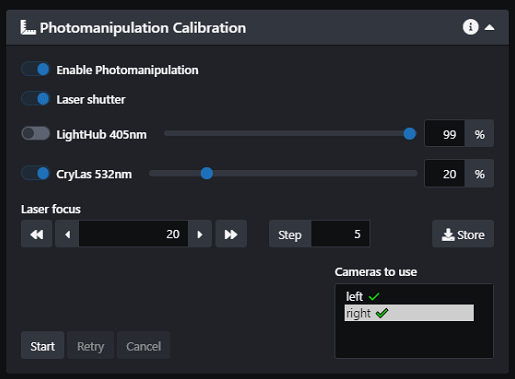 Photomanipulation Calibration
Enable Photomanipulation
Laser shutter
LightHub 405nm 99 %
CryLas 532nm 20 %
Laser focus
20 Step 5 Store
Cameras to use
left
right
Start Retry Cancel